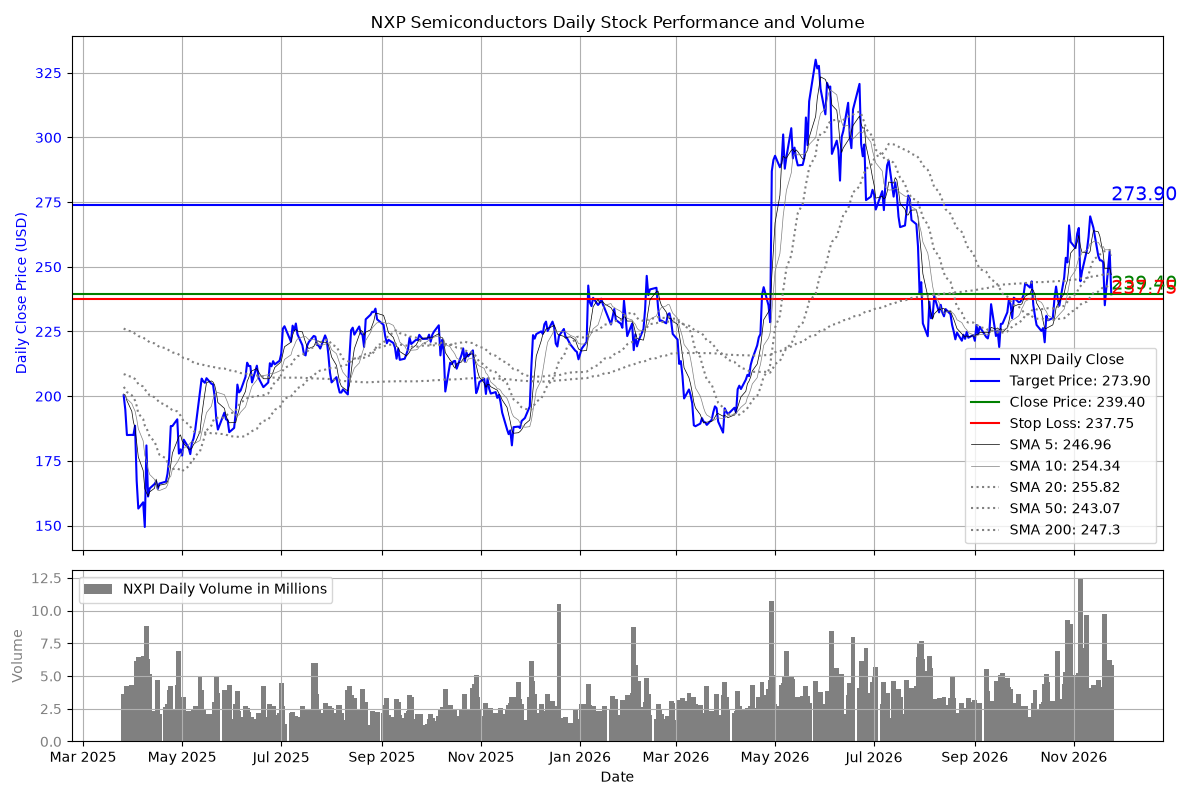 NXP Semiconductors Daily Stock Performance and Volume
Daily Close Price (USD)
325
300
275
250
225
200
175
150
273.90
239.40
237.75
NXPI Daily Close
Target Price: 273.90
Close Price: 239.40
Stop Loss: 237.75
SMA 5: 246.96
SMA 10: 254.34
SMA 20: 255.82
SMA 50: 243.07
SMA 200: 247.3
Volume
12.5
10.0
7.5
5.0
2.5
0.0
NXPI Daily Volume in Millions
Mar 2025 May 2025 Jul 2025 Sep 2025 Nov 2025 Jan 2026 Mar 2026 May 2026 Jul 2026 Sep 2026 Nov 2026
Date